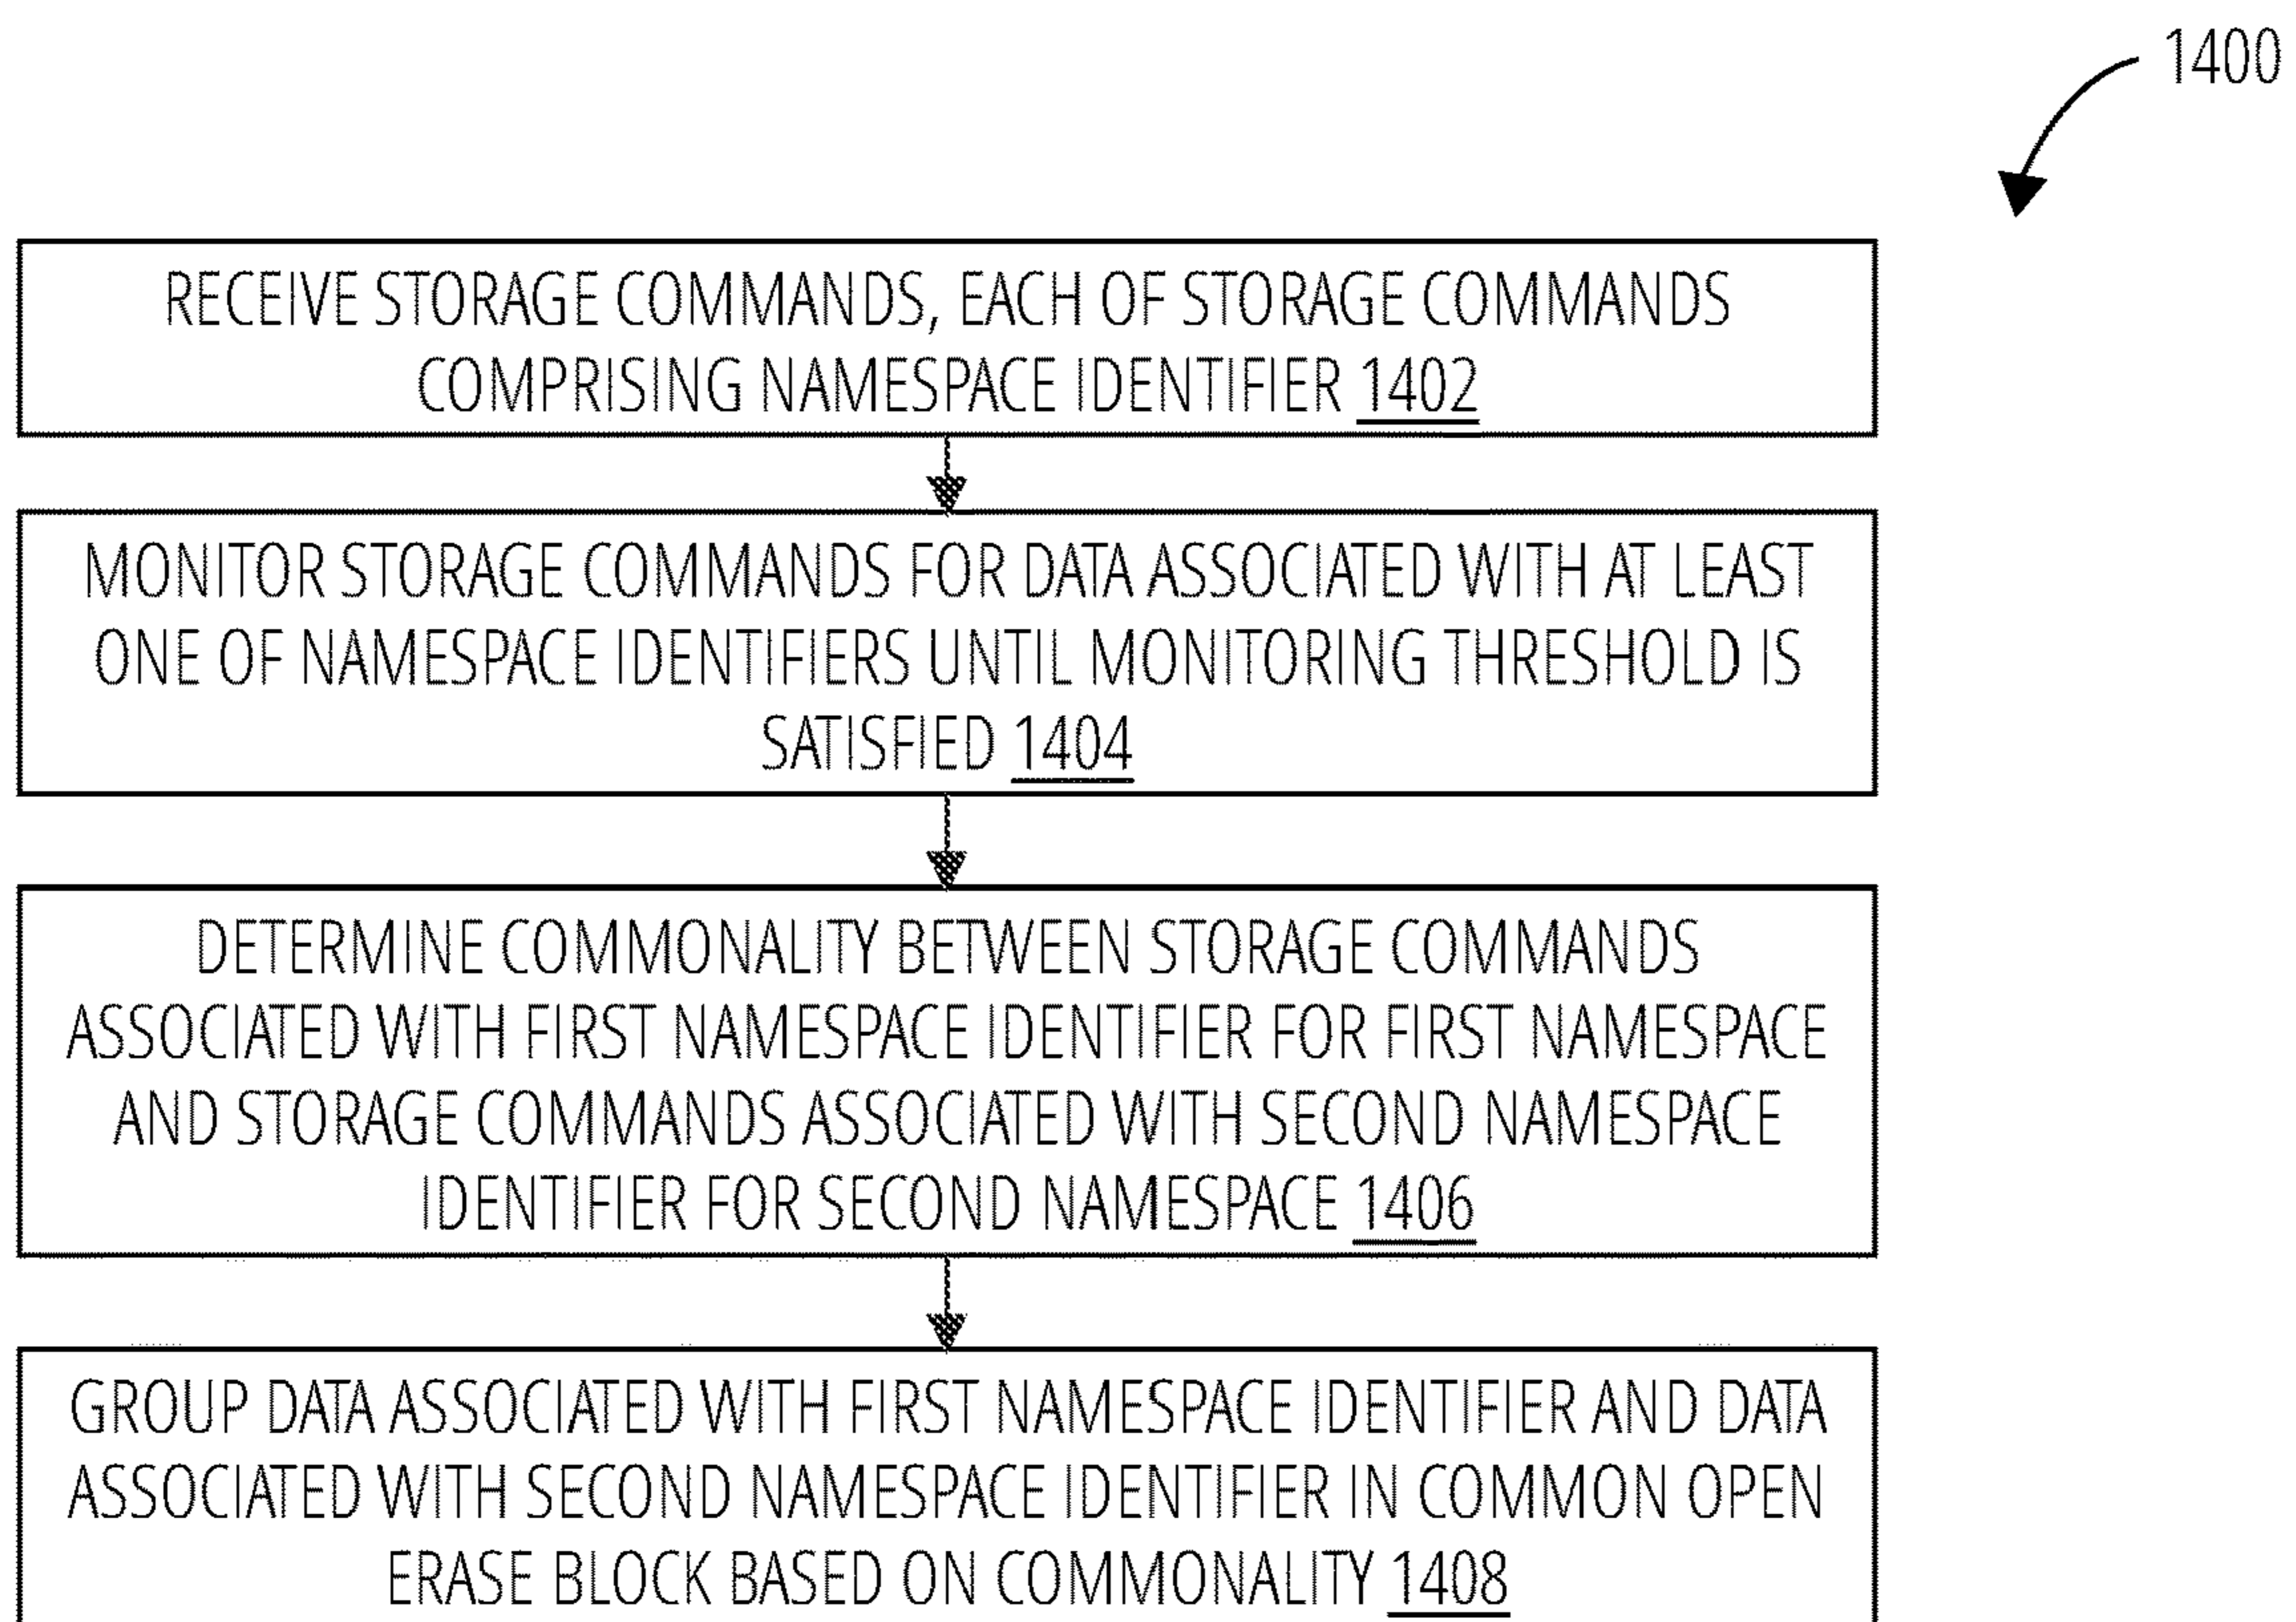 1400
RECEIVE STORAGE COMMANDS, EACH OF STORAGE COMMANDS
COMPRISING NAMESPACE IDENTIFIER 1402
MONITOR STORAGE COMMANDS FOR DATA ASSOCIATED WITH AT LEAST
ONE OF NAMESPACE IDENTIFIERS UNTIL MONITORING THRESHOLD IS
SATISFIED 1404
DETERMINE COMMONALITY BETWEEN STORAGE COMMANDS
ASSOCIATED WITH FIRST NAMESPACE IDENTIFIER FOR FIRST NAMESPACE
AND STORAGE COMMANDS ASSOCIATED WITH SECOND NAMESPACE
IDENTIFIER FOR SECOND NAMESPACE 1406
GROUP DATA ASSOCIATED WITH FIRST NAMESPACE IDENTIFIER AND DATA
ASSOCIATED WITH SECOND NAMESPACE IDENTIFIER IN COMMON OPEN
ERASE BLOCK BASED ON COMMONALITY 1408